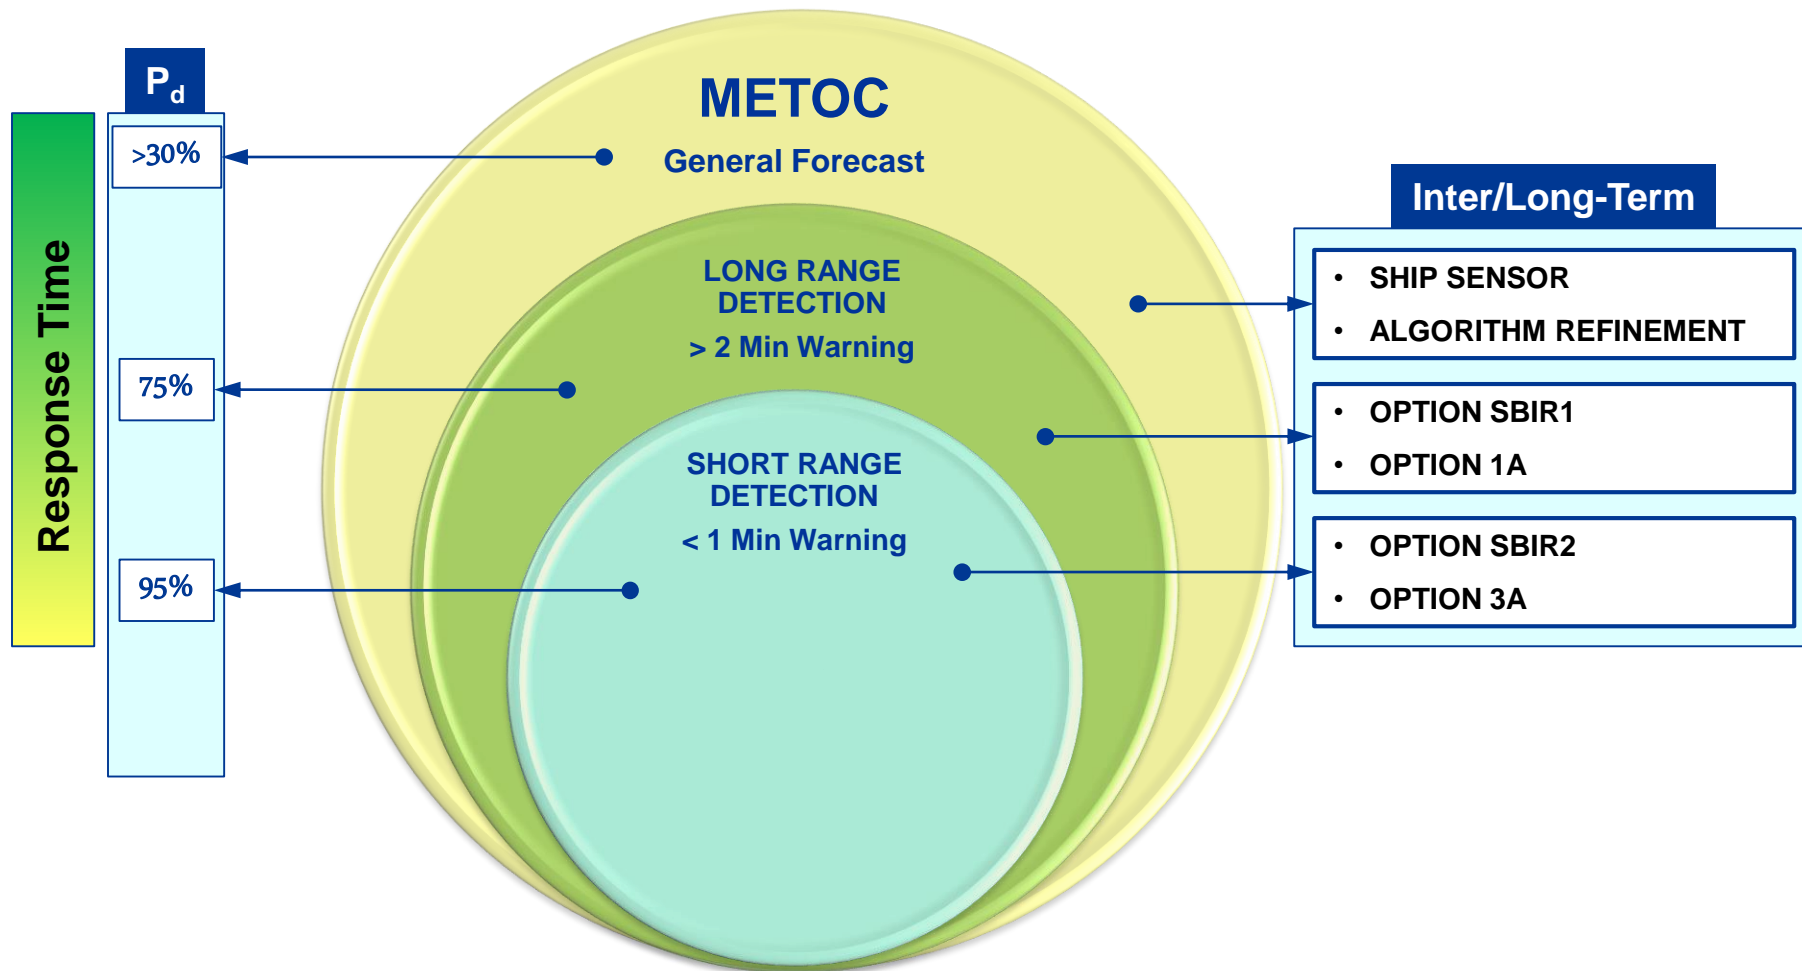 P_d
Response Time
>30%
75%
95%
METOC
General Forecast
LONG RANGE
DETECTION
> 2 Min Warning
SHORT RANGE
DETECTION
< 1 Min Warning
Inter/Long-Term
• SHIP SENSOR
• ALGORITHM REFINEMENT
• OPTION SBIR1
• OPTION 1A
• OPTION SBIR2
• OPTION 3A